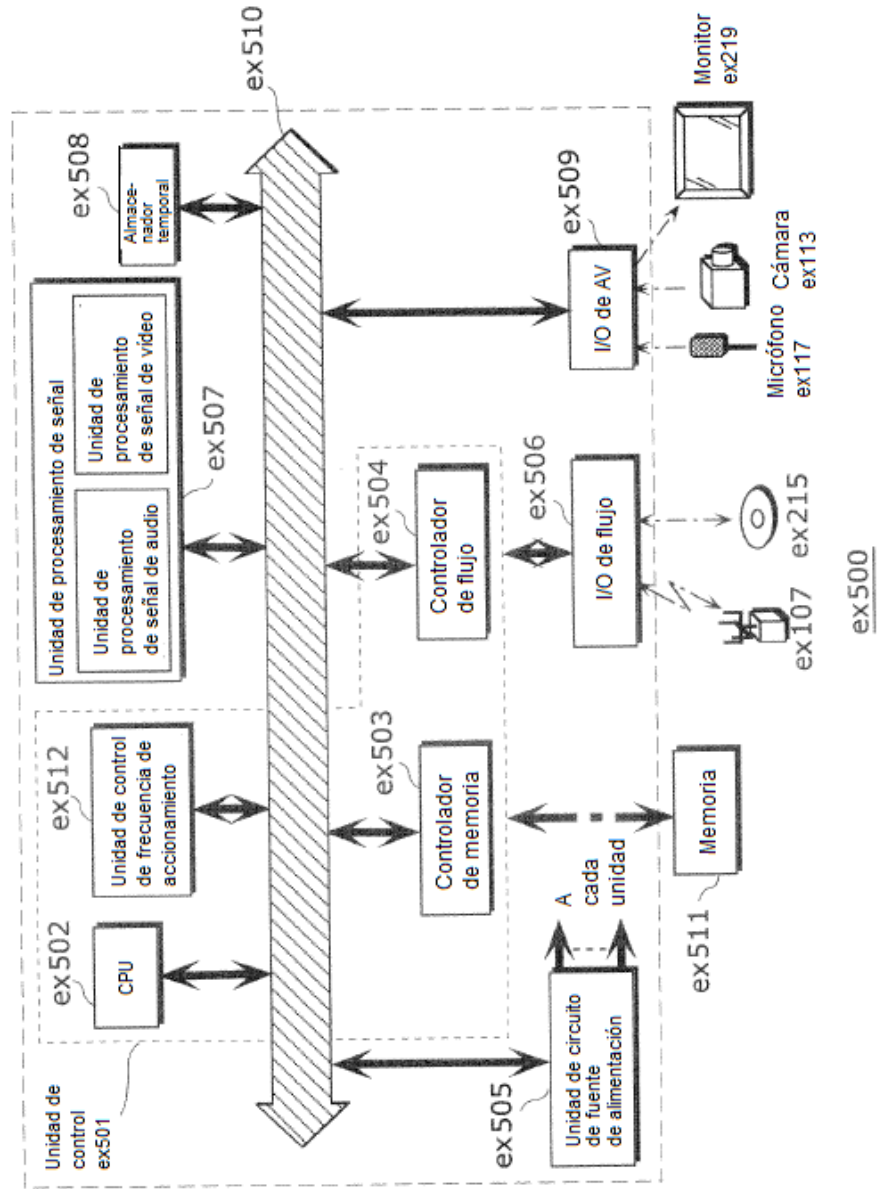 Unidad de
control
ex501
ex502
CPU
ex512
Unidad de control
de frecuencia de
accionamiento
Unidad de procesamiento de señal
Unidad de
procesamiento
de señal de audio
Unidad de
procesamiento
de señal de vídeo
ex507
ex508
Almace-
nador
temporal
ex510
ex505
Unidad de circuito
de fuente
de alimentación
A
cada
unidad
ex503
Controlador
de memoria
ex504
Controlador
de flujo
ex506
I/O de flujo
ex509
I/O de AV
ex511
Memoria
ex107
ex215
Micrófono
ex117
Cámara
ex113
Monitor
ex219
ex500